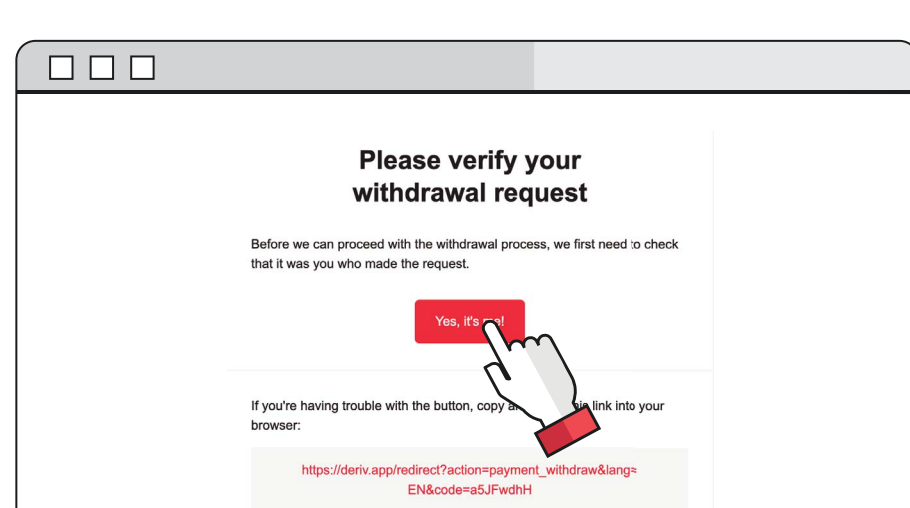 Please verify your
withdrawal request
Before we can proceed with the withdrawal process, we first need to check
that it was you who made the request.
Yes, it's me!
If you're having trouble with the button, copy this link into your
browser:
https://deriv.app/redirect?action=payment_withdraw&lang=
EN&code=a5JFwdhH